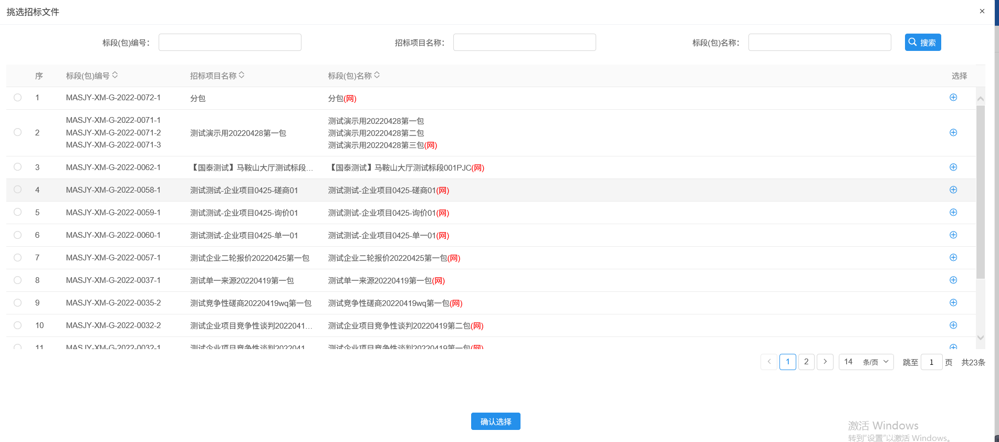 挑选招标文件
标段(包)编号：
招标项目名称：
标段(包)名称：
搜索
序 标段(包)编号 招标项目名称 标段(包)名称 选择
1 MASJY-XM-G-2022-0072-1 分包 分包(网)
2 MASJY-XM-G-2022-0071-1 MASJY-XM-G-2022-0071-2 MASJY-XM-G-2022-0071-3 测试演示用20220428第一包 测试演示用20220428第一包 测试演示用20220428第二包 测试演示用20220428第三包(网)
3 MASJY-XM-G-2022-0062-1 【国泰测试】马鞍山大厅测试标段... 【国泰测试】马鞍山大厅测试标段001PJC(网)
4 MASJY-XM-G-2022-0058-1 测试测试-企业项目0425-磋商01 测试测试-企业项目0425-磋商01(网)
5 MASJY-XM-G-2022-0059-1 测试测试-企业项目0425-询价01 测试测试-企业项目0425-询价01(网)
6 MASJY-XM-G-2022-0060-1 测试测试-企业项目0425-单一01 测试测试-企业项目0425-单一01(网)
7 MASJY-XM-G-2022-0057-1 测试企业二轮报价20220425第一包 测试企业二轮报价20220425第一包(网)
8 MASJY-XM-G-2022-0037-1 测试单一来源20220419第一包 测试单一来源20220419第一包(网)
9 MASJY-XM-G-2022-0035-2 测试竞争性磋商20220419wq第一包 测试竞争性磋商20220419wq第一包(网)
10 MASJY-XM-G-2022-0032-2 测试企业项目竞争性谈判2022041... 测试企业项目竞争性谈判20220419第二包(网)
11 MASJY-XM-G-2022-0032-1 测试企业项目竞争性谈判2022041... 测试企业项目竞争性谈判20220419第一包(网)
1 2 14 条/页 跳至 1 页 共23条
确认选择
激活 Windows
转到“设置”以激活 Windows。